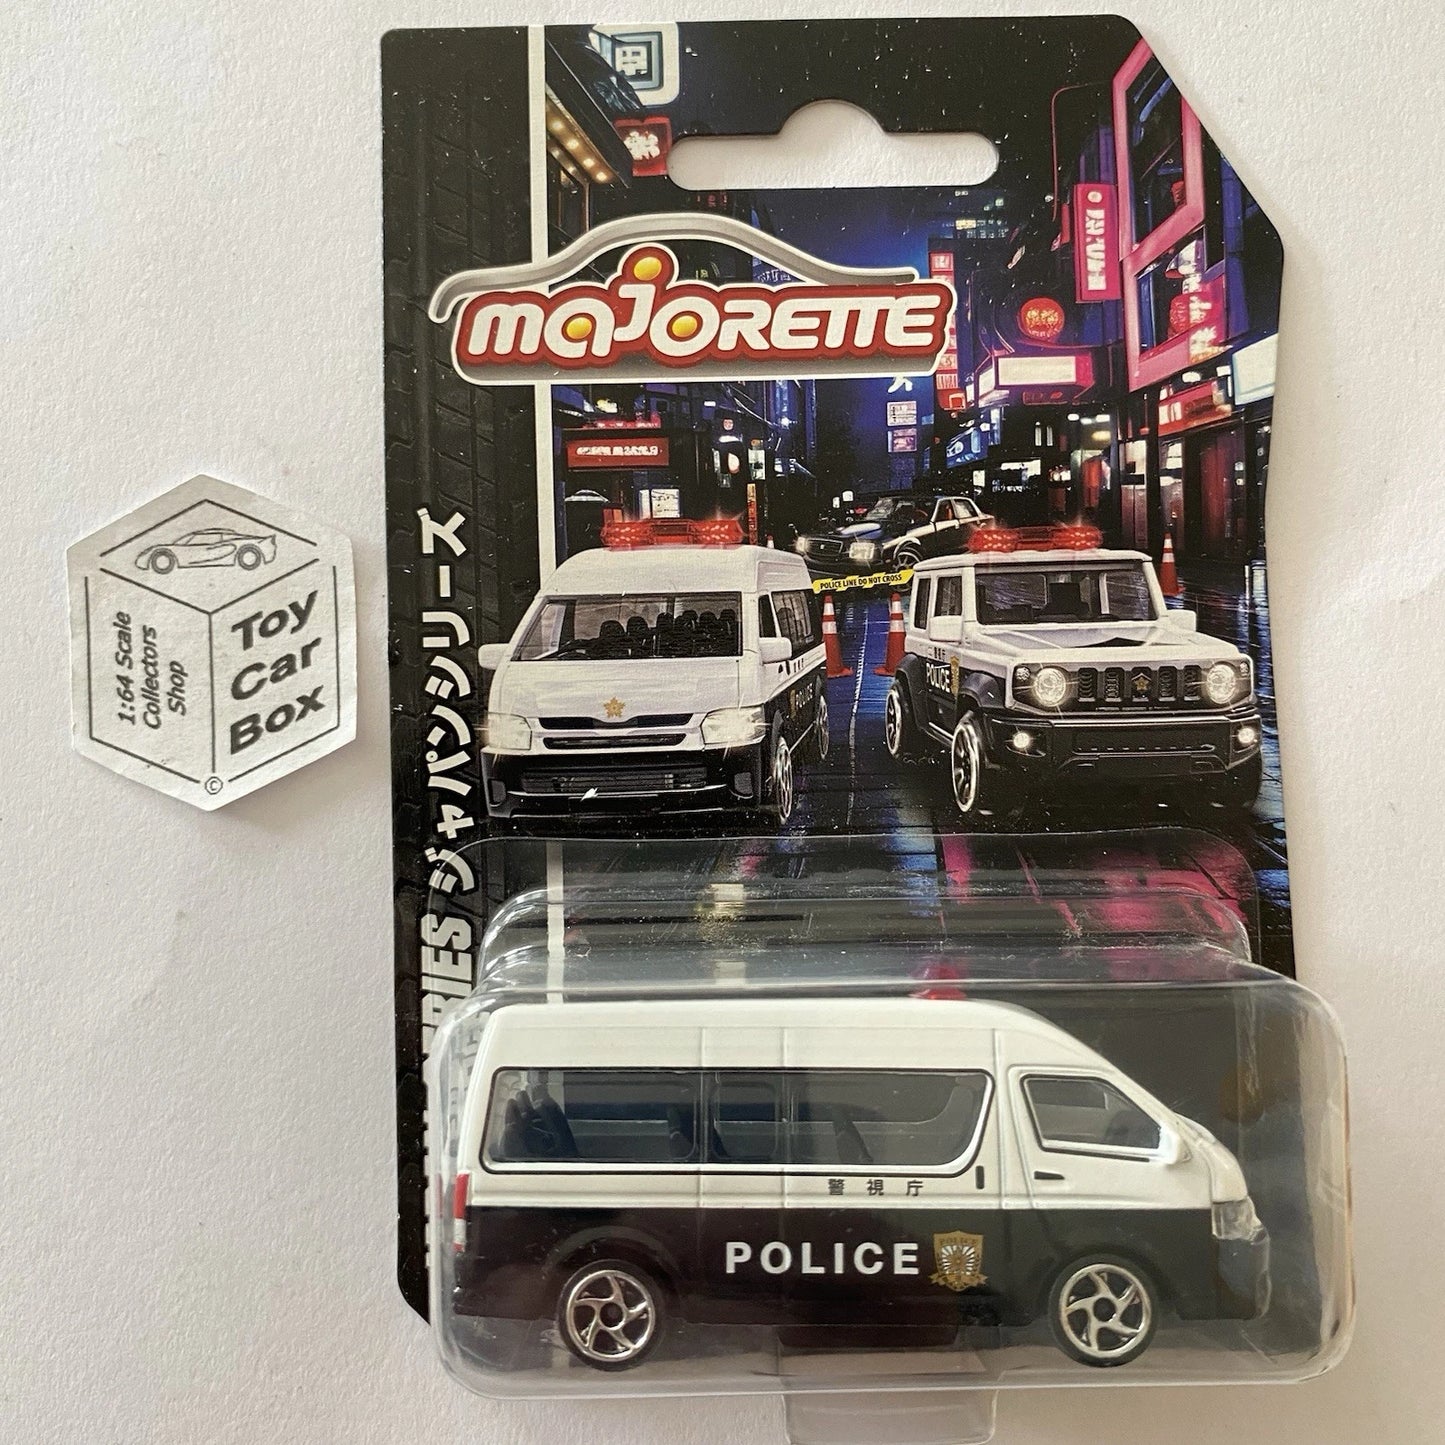 majorette
POLICE LINE DO NOT CROSS
POLICE
POLICE
SERIES ジャパンシリーズ
1:64 Scale
Collectors
Shop
Toy
Car
Box
©
警視庁
POLICE
POLICE